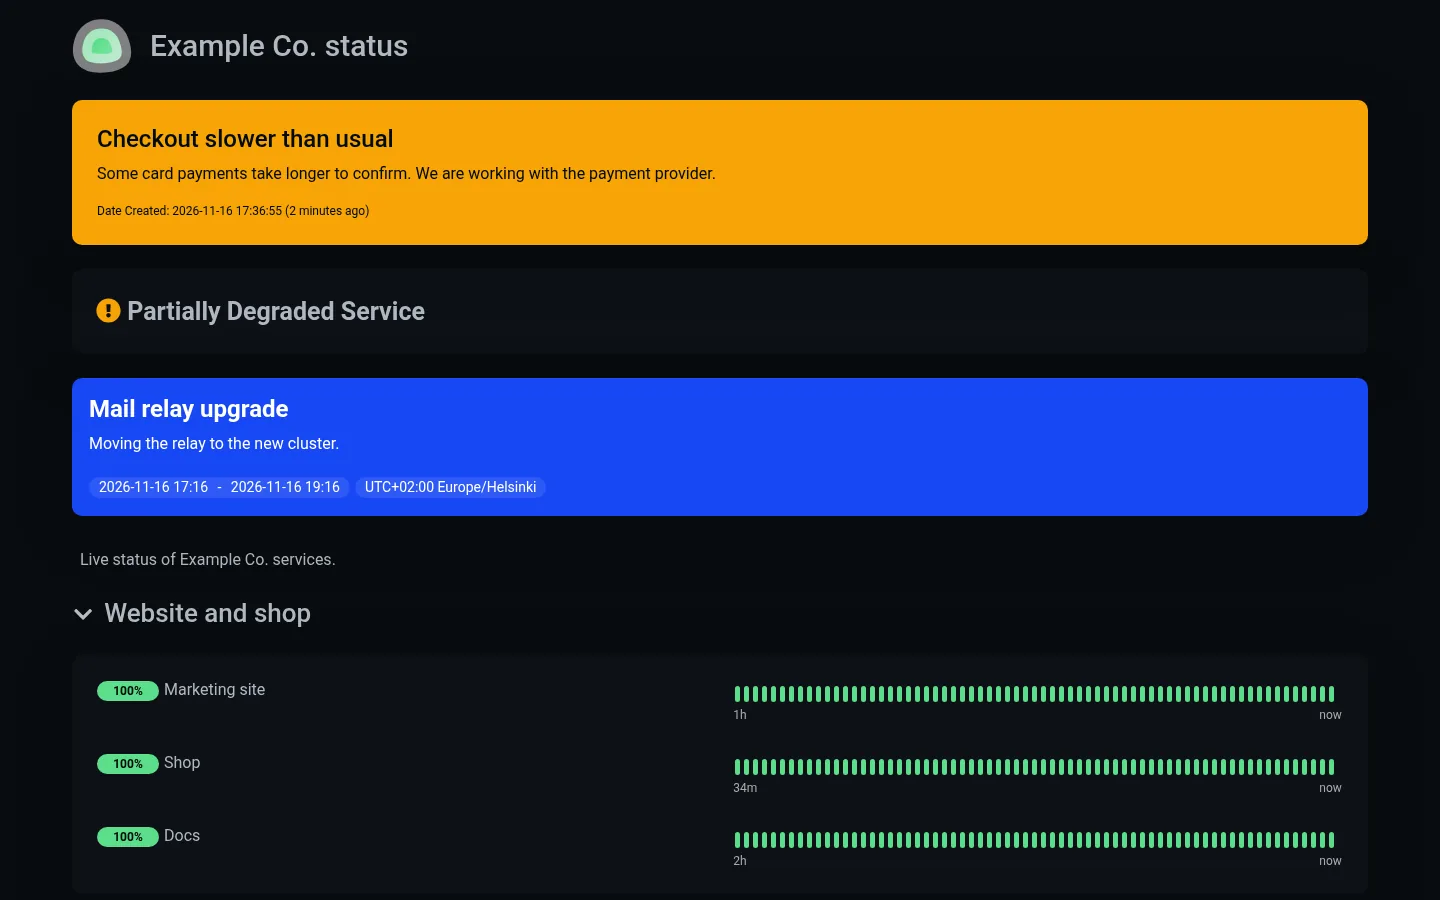 Example Co. status
Checkout slower than usual
Some card payments take longer to confirm. We are working with the payment provider.
Date Created: 2026-11-16 17:36:55 (2 minutes ago)
Partially Degraded Service
Mail relay upgrade
Moving the relay to the new cluster.
2026-11-16 17:16 - 2026-11-16 19:16 UTC+02:00 Europe/Helsinki
Live status of Example Co. services.
Website and shop
100% Marketing site
1h now
100% Shop
34m now
100% Docs
2h now